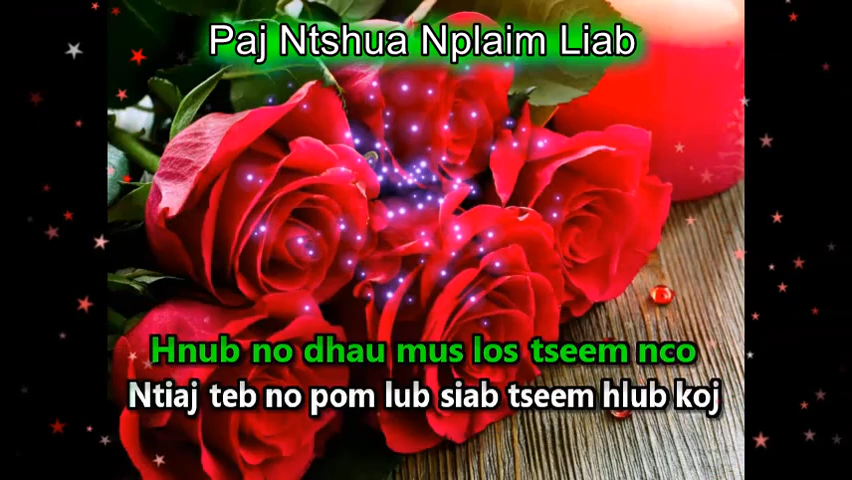 Paj Ntshua Nplaim Liab
Hnub no dhau mus los tseem nco
Ntiaj teb no pom lub siab tseem hlub koj